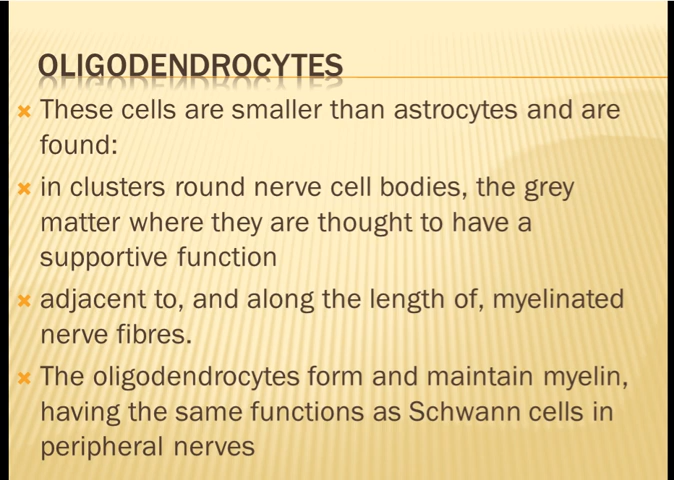 OLIGODENDROCYTES
These cells are smaller than astrocytes and are
found:
in clusters round nerve cell bodies, the grey
matter where they are thought to have a
supportive function
adjacent to, and along the length of, myelinated
nerve fibres.
The oligodendrocytes form and maintain myelin,
having the same functions as Schwann cells in
peripheral nerves